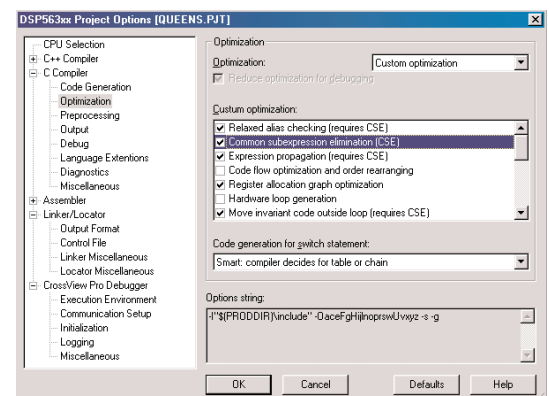 DSP563xx Project Options [QUEENS.PJT]
CPU Selection
C++ Compiler
C Compiler
Code Generation
Optimization
Preprocessing
Output
Debug
Language Extentions
Diagnostics
Miscellaneous
Assembler
Linker/Locator
Output Format
Control File
Linker Miscellaneous
Locator Miscellaneous
CrossView Pro Debugger
Execution Environment
Communication Setup
Initialization
Logging
Miscellaneous
Optimization
Optimization:
Custom optimization
Reduce optimization for debugging
Custum optimization:
Relaxed alias checking (requires CSE)
Common subexpression elimination (CSE)
Expression propagation (requires CSE)
Code flow optimization and order rearranging
Register allocation graph optimization
Hardware loop generation
Move invariant code outside loop (requires CSE)
Code generation for switch statement:
Smart: compiler decides for table or chain
Options string:
-I"$(PRODDIR)\include" -OaceFgHijlnoprswUvxyz -s -g
OK Cancel Defaults Help